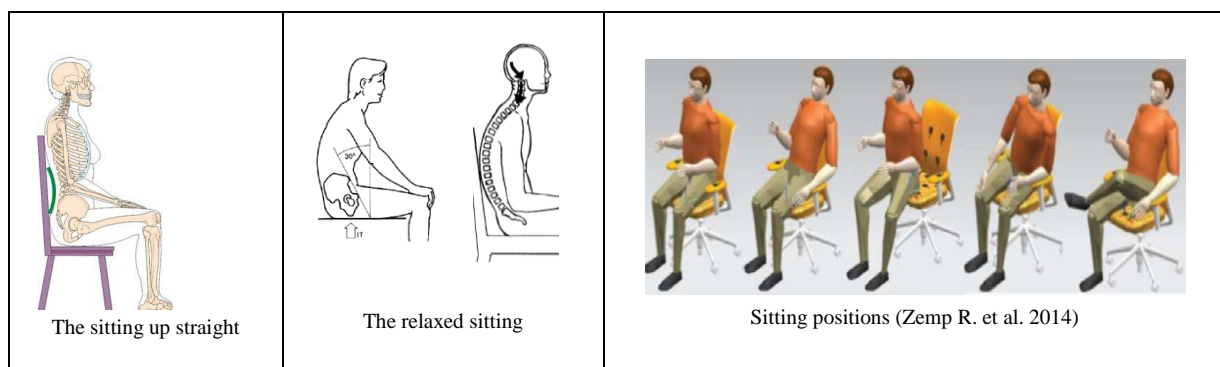 30°
IT
The sitting up straight
The relaxed sitting
Sitting positions (Zemp R. et al. 2014)